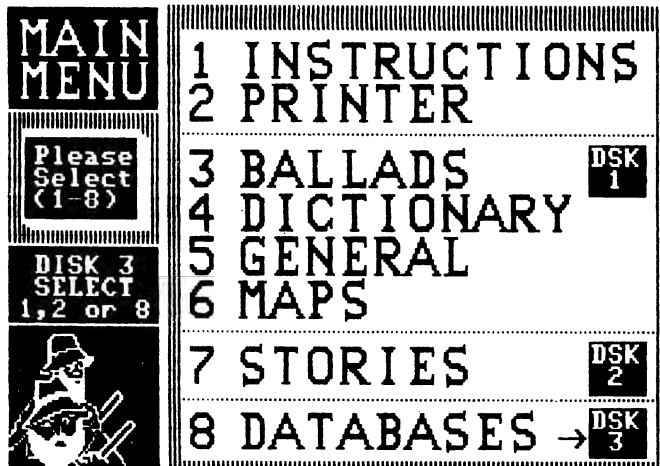 MAIN
MENU
Please
Select
(1-8)
DISK 3
SELECT
1,2 or 8
1 INSTRUCTIONS
2 PRINTER
3 BALLADS
DSK
1
4 DICTIONARY
5 GENERAL
6 MAPS
7 STORIES
DSK
2
8 DATABASES →
DSK
3